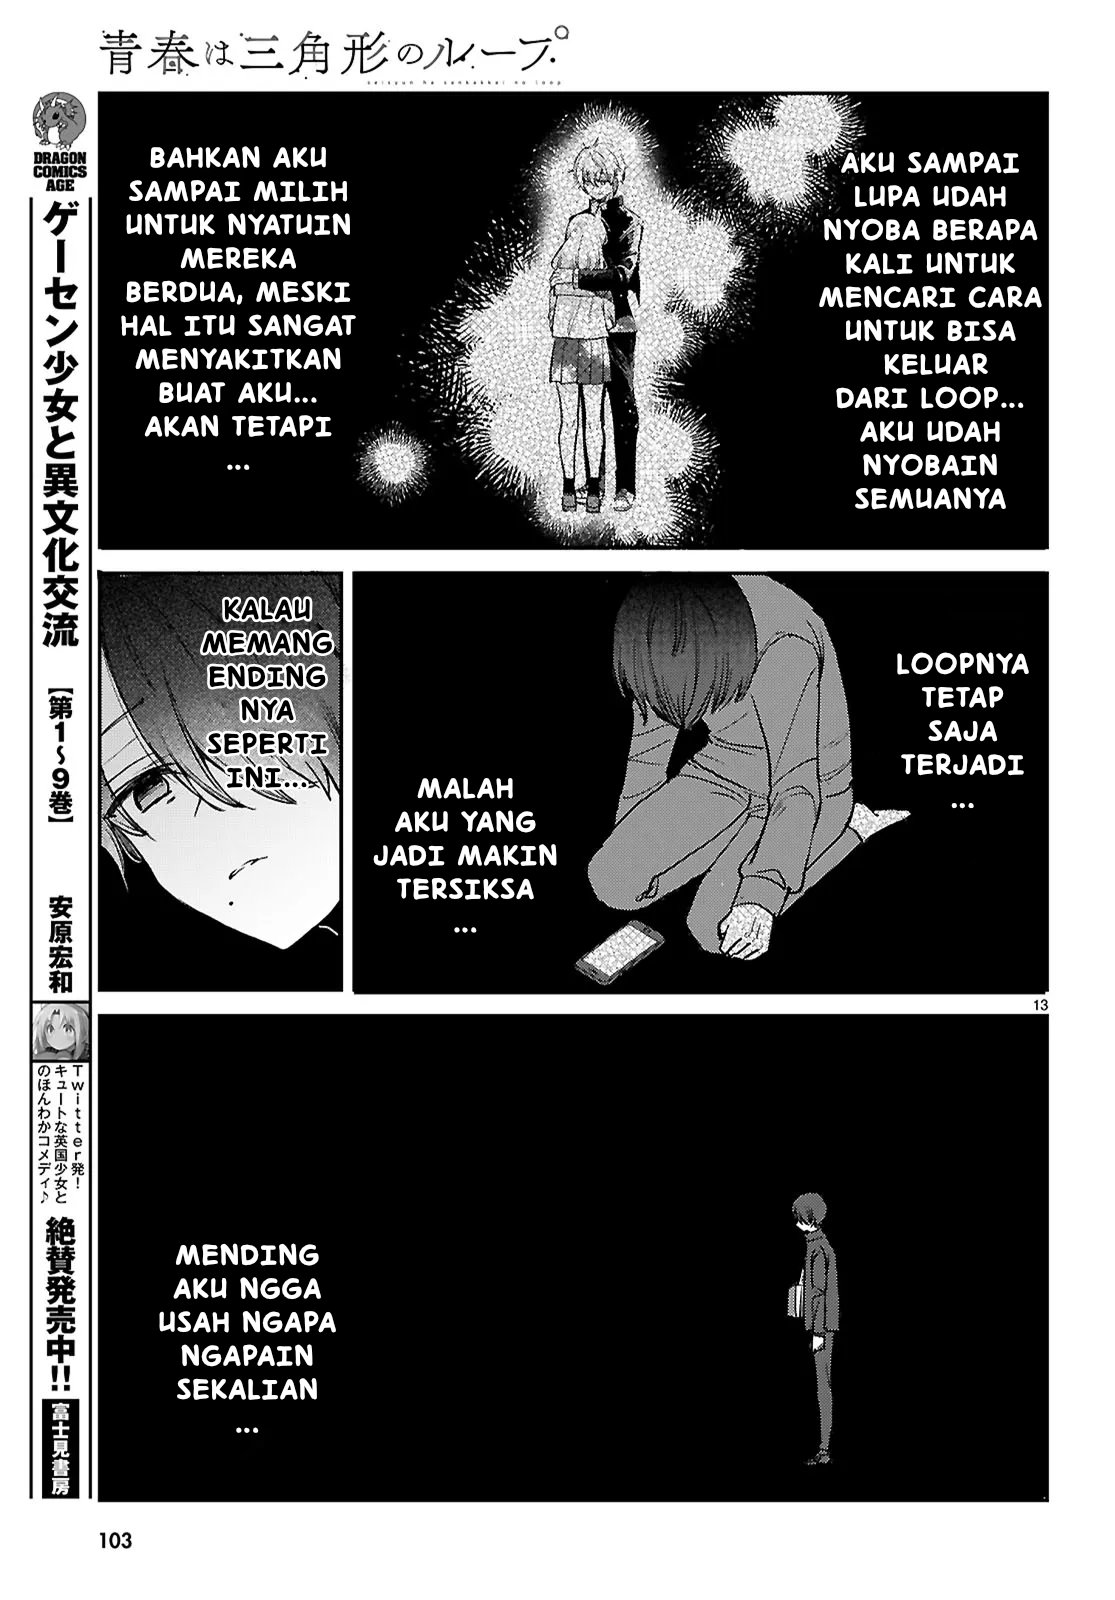 青春は三角形のループ。
seisyun ha sankakkei no loop
AKU SAMPAI
LUPA UDAH
NYOBA BERAPA
KALI UNTUK
MENCARI CARA
UNTUK BISA
KELUAR
DARI LOOP...
AKU UDAH
NYOBAIN
SEMUANYA
BAHKAN AKU
SAMPAI MILIH
UNTUK NYATUIN
MEREKA
BERDUA, MESKI
HAL ITU SANGAT
MENYAKITKAN
BUAT AKU...
AKAN TETAPI
...
LOOPNYA
TETAP
SAJA
TERJADI
...
MALAH
AKU YANG
JADI MAKIN
TERSIKSA
...
KALAU
MEMANG
ENDING
NYA
SEPERTI
INI....
13
MENDING
AKU NGGA
USAH NGAPA
NGAPAIN
SEKALIAN
...
DRAGON
COMICS
AGE
ゲーセン少女と異文化交流
【第1～9巻】
安原宏和
Twitter発！
キュートな英国少女と
のほんわかコメディ♪
絶賛発売中!!
富士見書房
103